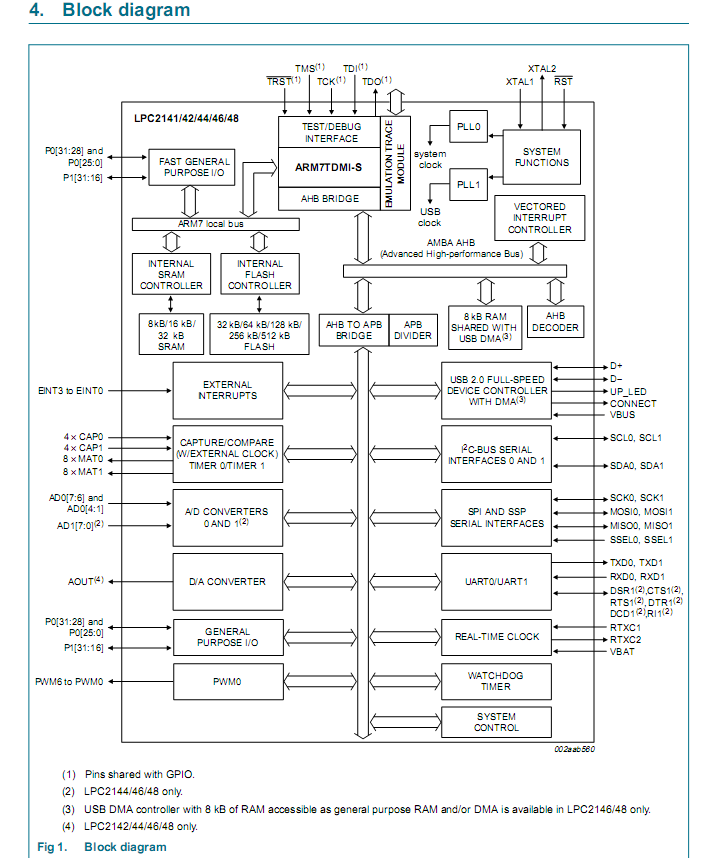 4. Block diagram
TMS(1) TDI(1)
TRST(1) TCK(1) TDO(1)
XTAL2
XTAL1 RST
LPC2141/42/44/46/48
TEST/DEBUG
INTERFACE
ARM7TDMI-S
AHB BRIDGE
EMULATION TRACE
MODULE
PLL0
system
clock
PLL1
USB
clock
SYSTEM
FUNCTIONS
VECTORED
INTERRUPT
CONTROLLER
P0[31:28] and
P0[25:0]
P1[31:16]
FAST GENERAL
PURPOSE I/O
ARM7 local bus
AMBA AHB
(Advanced High-performance Bus)
INTERNAL
SRAM
CONTROLLER
INTERNAL
FLASH
CONTROLLER
8 kB/16 kB/
32 kB
SRAM
32 kB/64 kB/128 kB/
256 kB/512 kB
FLASH
AHB TO APB
BRIDGE
APB
DIVIDER
8 kB RAM
SHARED WITH
USB DMA(3)
AHB
DECODER
EINT3 to EINT0
EXTERNAL
INTERRUPTS
USB 2.0 FULL-SPEED
DEVICE CONTROLLER
WITH DMA(3)
D+
D−
UP_LED
CONNECT
VBUS
4 × CAP0
4 × CAP1
8 × MAT0
8 × MAT1
CAPTURE/COMPARE
(W/EXTERNAL CLOCK)
TIMER 0/TIMER 1
I2C-BUS SERIAL
INTERFACES 0 AND 1
SCL0, SCL1
SDA0, SDA1
AD0[7:6] and
AD0[4:1]
AD1[7:0](2)
A/D CONVERTERS
0 AND 1(2)
SPI AND SSP
SERIAL INTERFACES
SCK0, SCK1
MOSI0, MOSI1
MISO0, MISO1
SSEL0, SSEL1
AOUT(4)
D/A CONVERTER
UART0/UART1
TXD0, TXD1
RXD0, RXD1
DSR1(2),CTS1(2),
RTS1(2), DTR1(2)
DCD1(2),RI1(2)
P0[31:28] and
P0[25:0]
P1[31:16]
GENERAL
PURPOSE I/O
REAL-TIME CLOCK
RTXC1
RTXC2
VBAT
PWM6 to PWM0
PWM0
WATCHDOG
TIMER
SYSTEM
CONTROL
002aab560
(1) Pins shared with GPIO.
(2) LPC2144/46/48 only.
(3) USB DMA controller with 8 kB of RAM accessible as general purpose RAM and/or DMA is available in LPC2146/48 only.
(4) LPC2142/44/46/48 only.
Fig 1. Block diagram